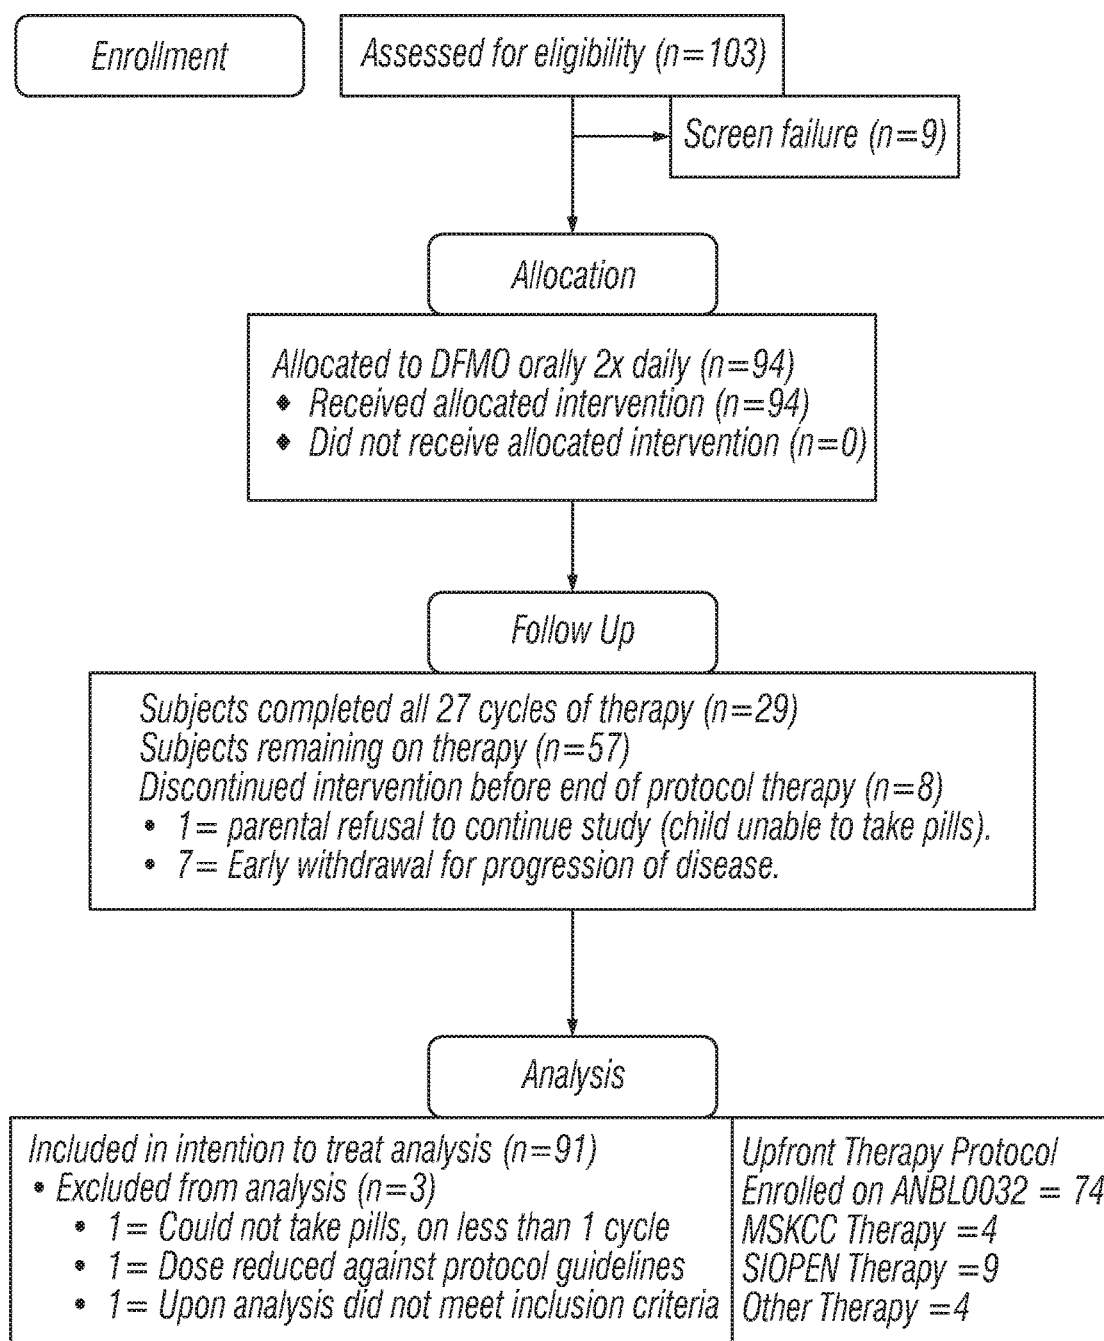 Enrollment
Assessed for eligibility (n=103)
Screen failure (n=9)
Allocation
Allocated to DFMO orally 2x daily (n=94)
♦ Received allocated intervention (n=94)
♦ Did not receive allocated intervention (n=0)
Follow Up
Subjects completed all 27 cycles of therapy (n=29)
Subjects remaining on therapy (n=57)
Discontinued intervention before end of protocol therapy (n=8)
• 1= parental refusal to continue study (child unable to take pills).
• 7= Early withdrawal for progression of disease.
Analysis
Included in intention to treat analysis (n=91)
• Excluded from analysis (n=3)
• 1= Could not take pills, on less than 1 cycle
• 1= Dose reduced against protocol guidelines
• 1= Upon analysis did not meet inclusion criteria
Upfront Therapy Protocol
Enrolled on ANBL0032 = 74
MSKCC Therapy =4
SIOPEN Therapy =9
Other Therapy =4